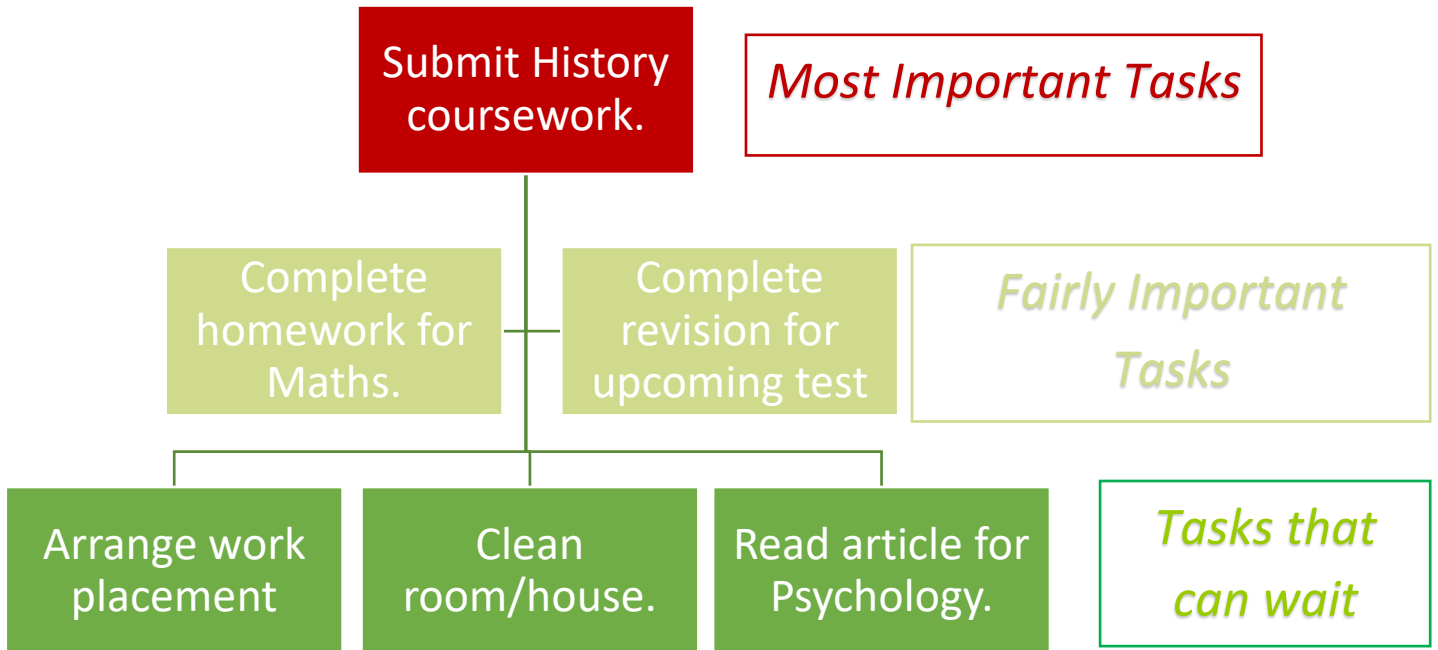 Submit History
coursework.
Most Important Tasks
Complete
homework for
Maths.
Complete
revision for
upcoming test
Fairly Important
Tasks
Arrange work
placement
Clean
room/house.
Read article for
Psychology.
Tasks that
can wait